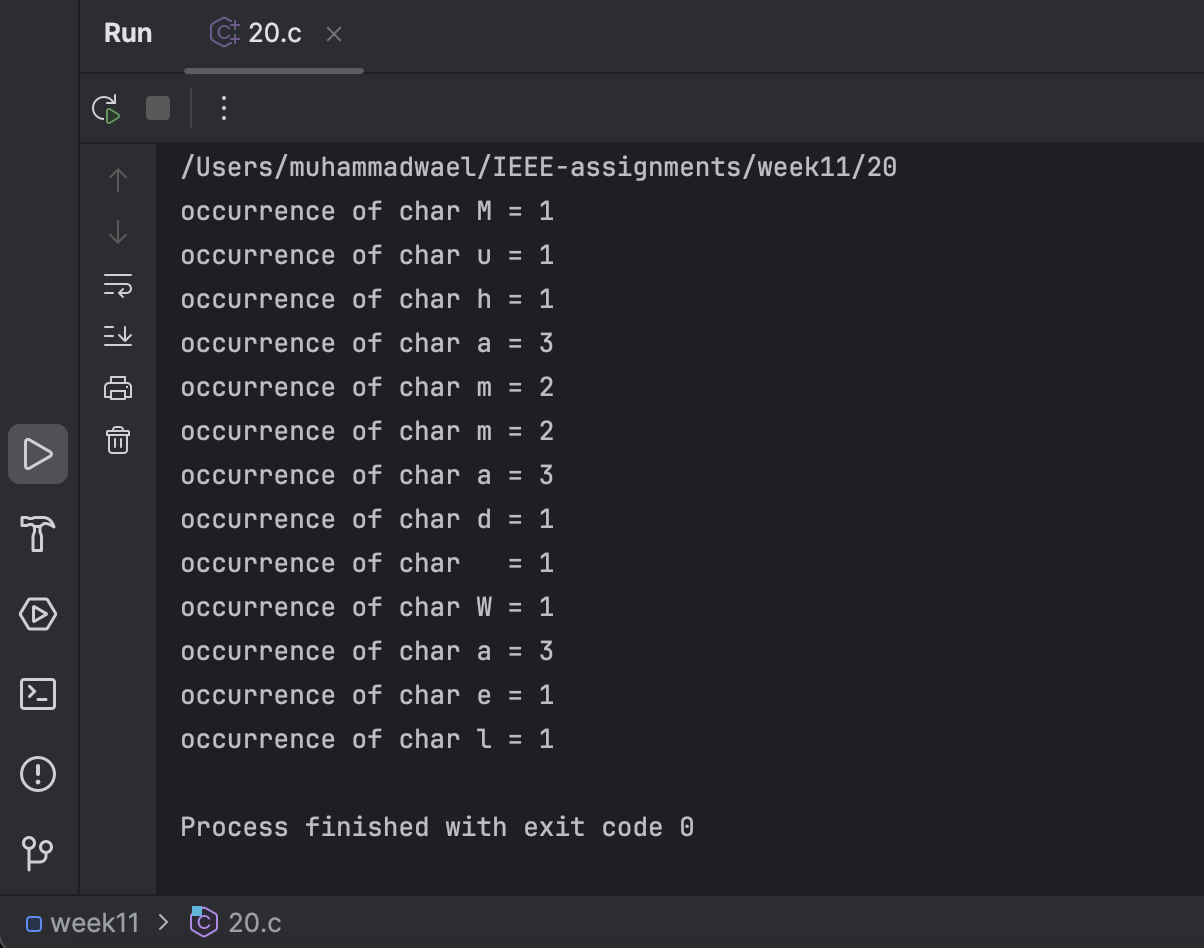 Run 20.c
/Users/muhammadwael/IEEE-assignments/week11/20
occurrence of char M = 1
occurrence of char u = 1
occurrence of char h = 1
occurrence of char a = 3
occurrence of char m = 2
occurrence of char m = 2
occurrence of char a = 3
occurrence of char d = 1
occurrence of char   = 1
occurrence of char W = 1
occurrence of char a = 3
occurrence of char e = 1
occurrence of char l = 1
Process finished with exit code 0
week11 > 20.c